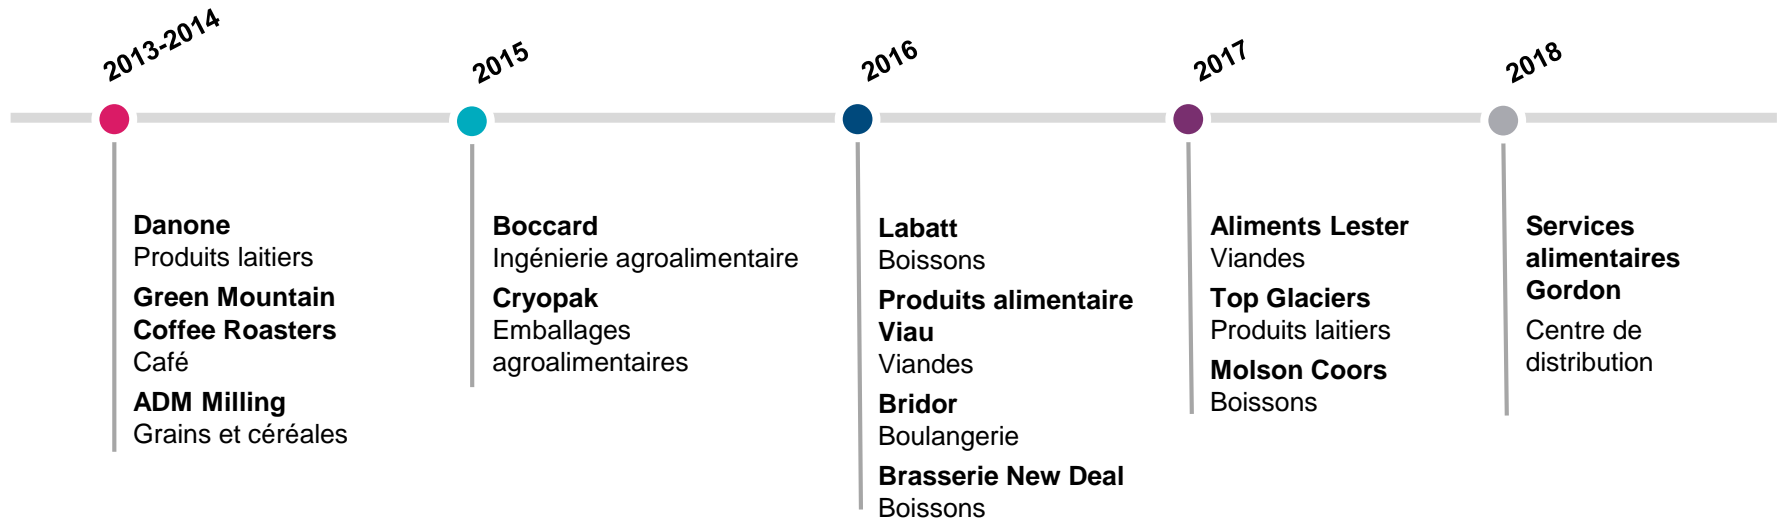 2013-2014
Danone
Produits laitiers
Green Mountain
Coffee Roasters
Café
ADM Milling
Grains et céréales
2015
Boccard
Ingénierie agroalimentaire
Cryopak
Emballages
agroalimentaires
2016
Labatt
Boissons
Produits alimentaire
Viau
Viandes
Bridor
Boulangerie
Brasserie New Deal
Boissons
2017
Aliments Lester
Viandes
Top Glaciers
Produits laitiers
Molson Coors
Boissons
2018
Services
alimentaires
Gordon
Centre de
distribution